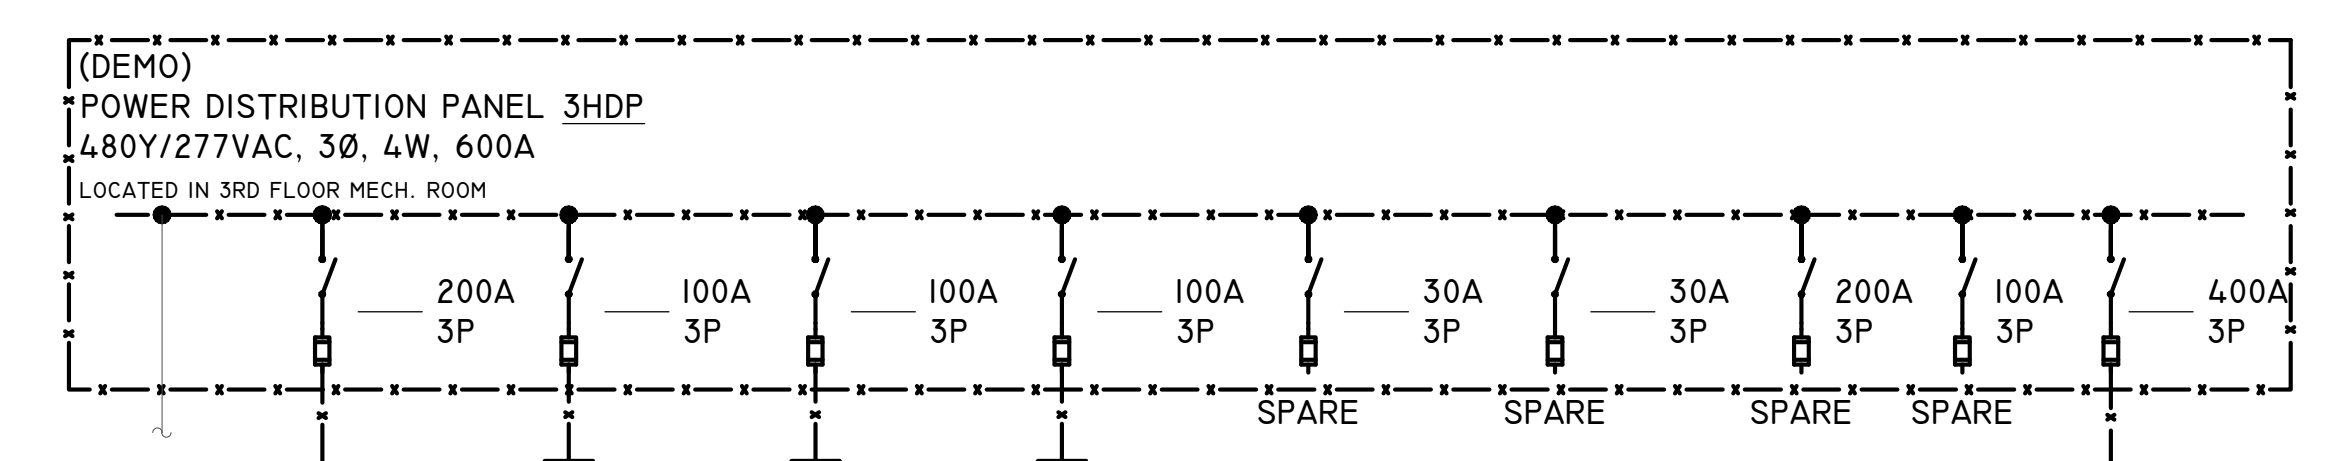 (DEMO)
POWER DISTRIBUTION PANEL 3HDP
480Y/277VAC, 3Ø, 4W, 600A
LOCATED IN 3RD FLOOR MECH. ROOM
200A
3P
100A
3P
100A
3P
100A
3P
30A
3P
30A
3P
200A
3P
100A
3P
400A
3P
SPARE
SPARE
SPARE
SPARE